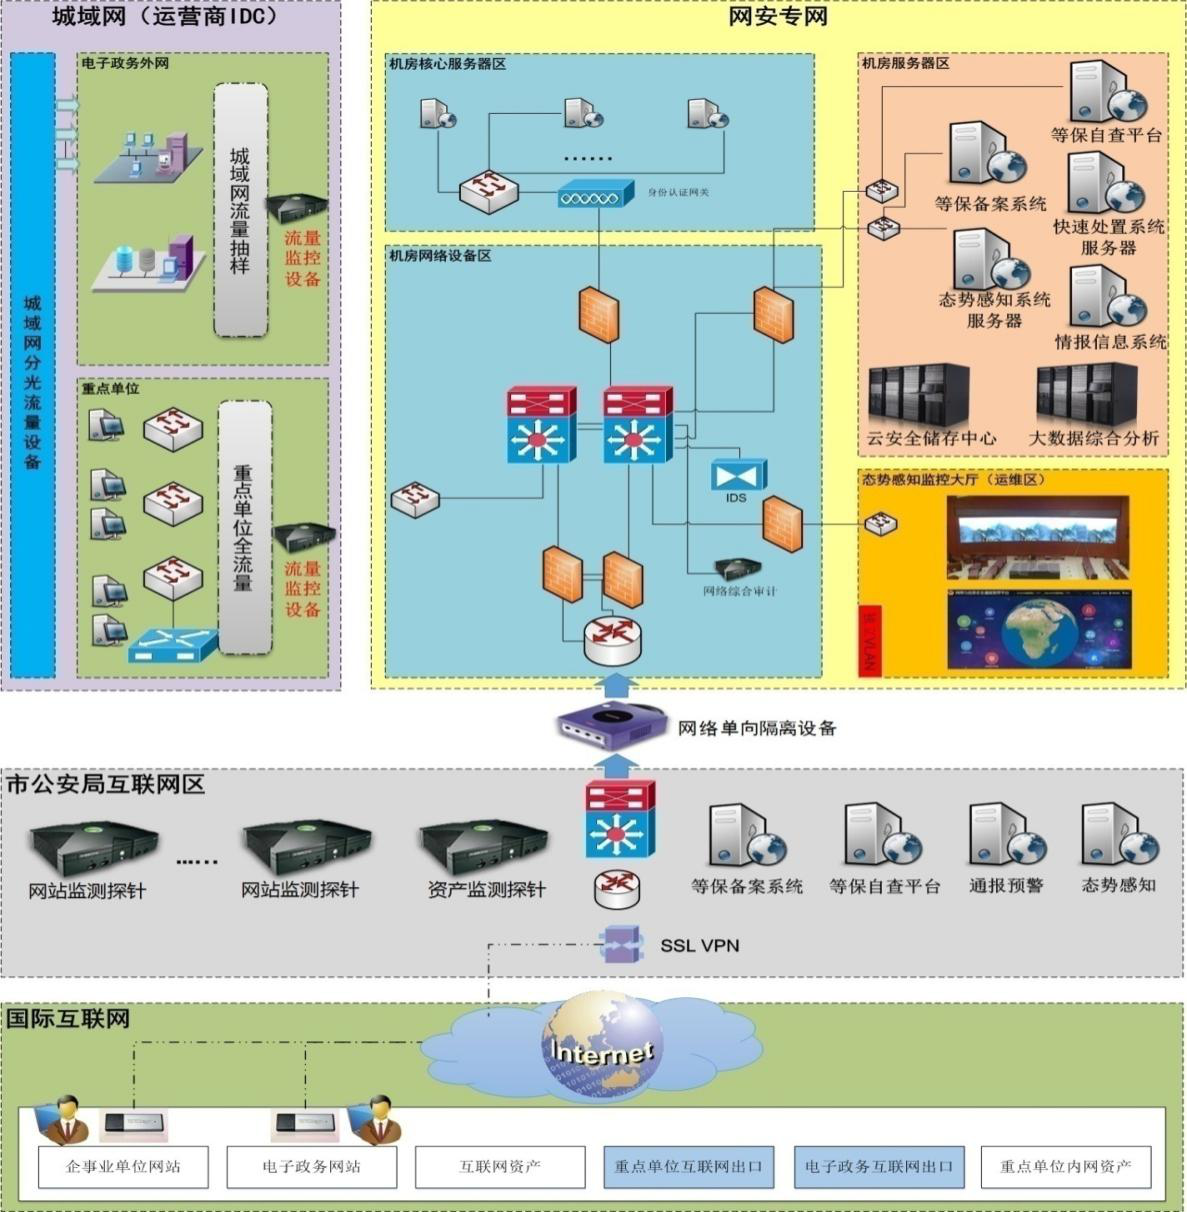 城域网（运营商IDC）
网安专网
电子政务外网
城域网分光流量设备
城域网流量抽样
流量
监控
设备
重点单位
重点单位全流量
流量
监控
设备
机房核心服务器区
......
身份认证网关
机房网络设备区
IDS
网络综合审计
机房服务器区
等保自查平台
等保备案系统
快速处置系统
服务器
态势感知系统
服务器
情报信息系统
云安全储存中心
大数据综合分析
态势感知监控大厅（运维区）
VLAN
网络单向隔离设备
市公安局互联网区
网站监测探针
......
网站监测探针
资产监测探针
等保备案系统
等保自查平台
通报预警
态势感知
SSL VPN
国际互联网
Internet
企事业单位网站
电子政务网站
互联网资产
重点单位互联网出口
电子政务互联网出口
重点单位内网资产